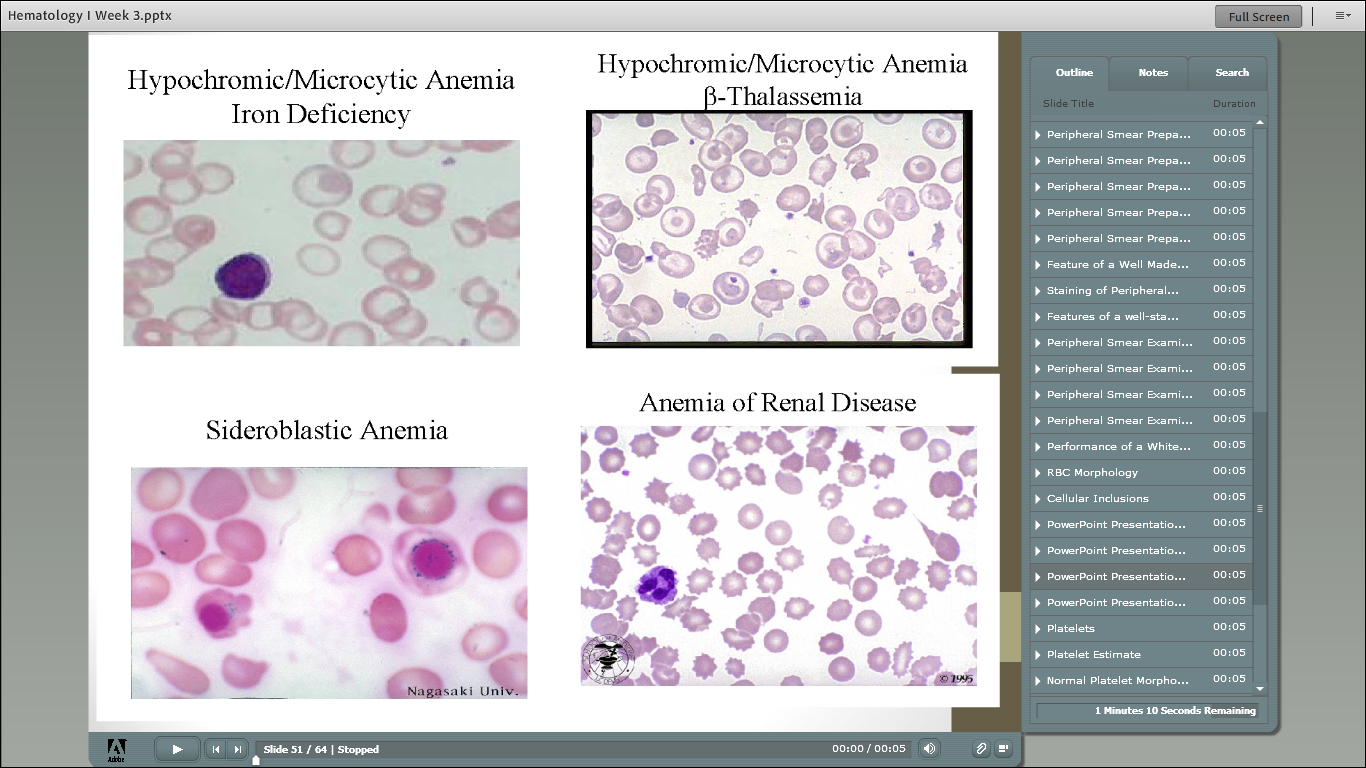 Hematology I Week 3.pptx
Full Screen
Hypochromic/Microcytic Anemia
Iron Deficiency
Hypochromic/Microcytic Anemia
β-Thalassemia
Sideroblastic Anemia
Nagasaki Univ.
Anemia of Renal Disease
© 1995
Outline Notes Search
Slide Title Duration
Peripheral Smear Prepa... 00:05
Peripheral Smear Prepa... 00:05
Peripheral Smear Prepa... 00:05
Peripheral Smear Prepa... 00:05
Peripheral Smear Prepa... 00:05
Feature of a Well Made... 00:05
Staining of Peripheral... 00:05
Features of a well-sta... 00:05
Peripheral Smear Exami... 00:05
Peripheral Smear Exami... 00:05
Peripheral Smear Exami... 00:05
Peripheral Smear Exami... 00:05
Performance of a White... 00:05
RBC Morphology 00:05
Cellular Inclusions 00:05
PowerPoint Presentatio... 00:05
PowerPoint Presentatio... 00:05
PowerPoint Presentatio... 00:05
PowerPoint Presentatio... 00:05
Platelets 00:05
Platelet Estimate 00:05
Normal Platelet Morpho... 00:05
1 Minutes 10 Seconds Remaining
Adobe
Slide 51 / 64 | Stopped
00:00 / 00:05